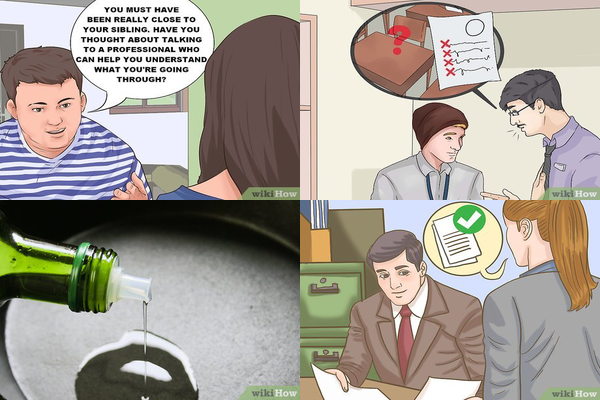 YOU MUST HAVE
BEEN REALLY CLOSE TO
YOUR SIBLING. HAVE YOU
THOUGHT ABOUT TALKING
TO A PROFESSIONAL WHO
CAN HELP YOU UNDERSTAND
WHAT YOU'RE GOING
THROUGH?
wikiHow
?
wikiHow
wikiHow
wikiHow